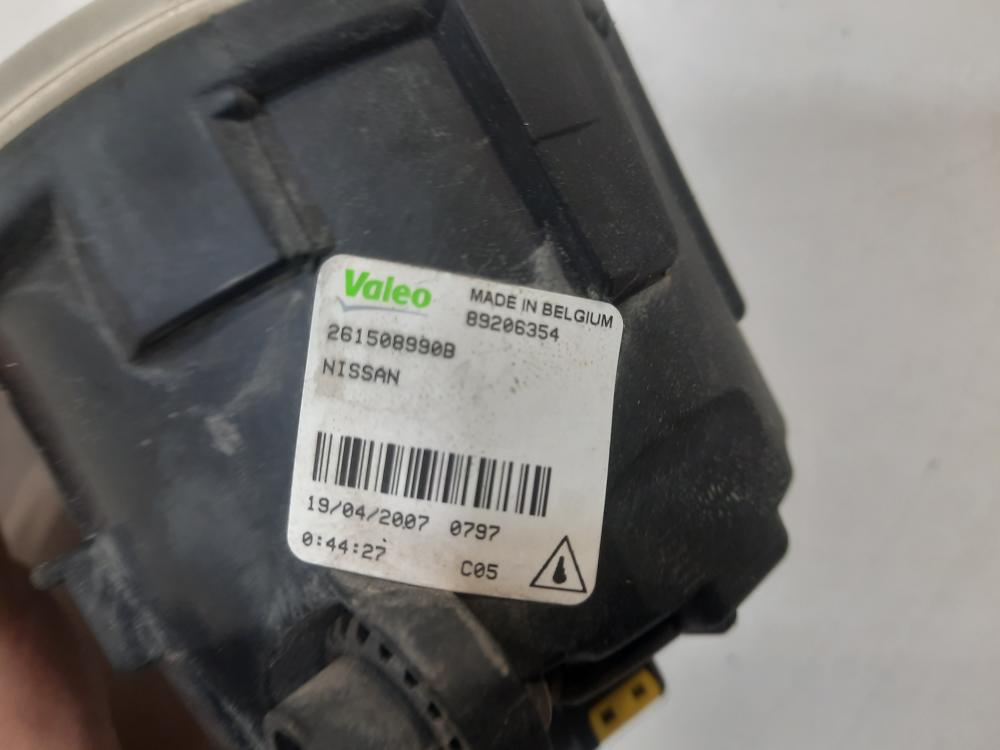 Valeo
MADE IN BELGIUM
89206354
261508990B
NISSAN
19/04/2007 0797
0:44:27
C05